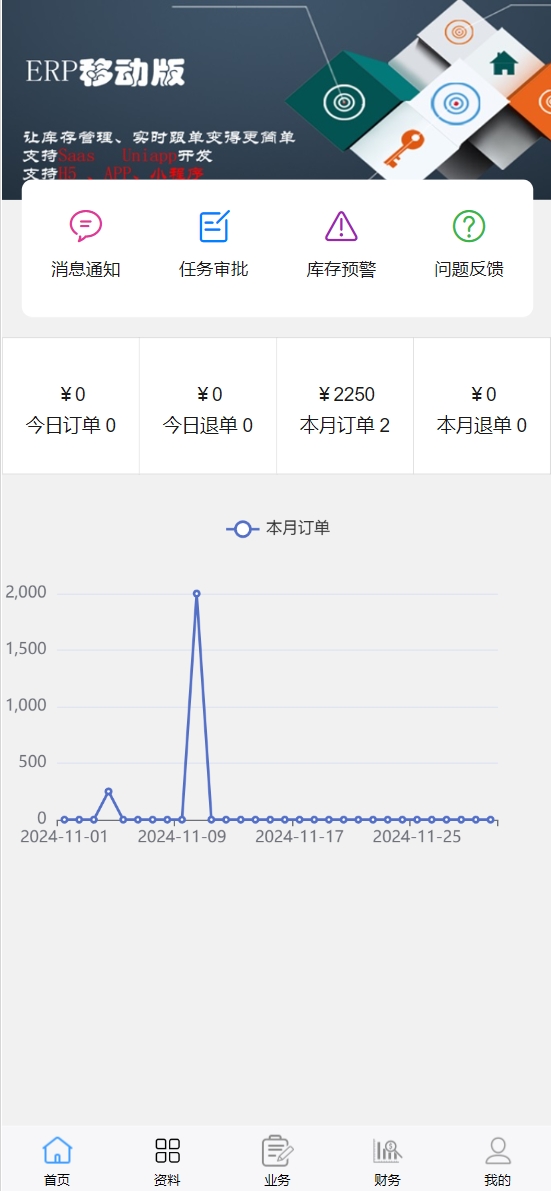 ERP移动版
让库存管理、实时跟单变得更简单
支持Saas Uniapp开发
支持H5 、APP、小程序
消息通知 任务审批 库存预警 问题反馈
¥0 ¥0 ¥2250 ¥0
今日订单 0 今日退单 0 本月订单 2 本月退单 0
本月订单
2,000
1,500
1,000
500
0
2024-11-01 2024-11-09 2024-11-17 2024-11-25
首页 资料 业务 财务 我的